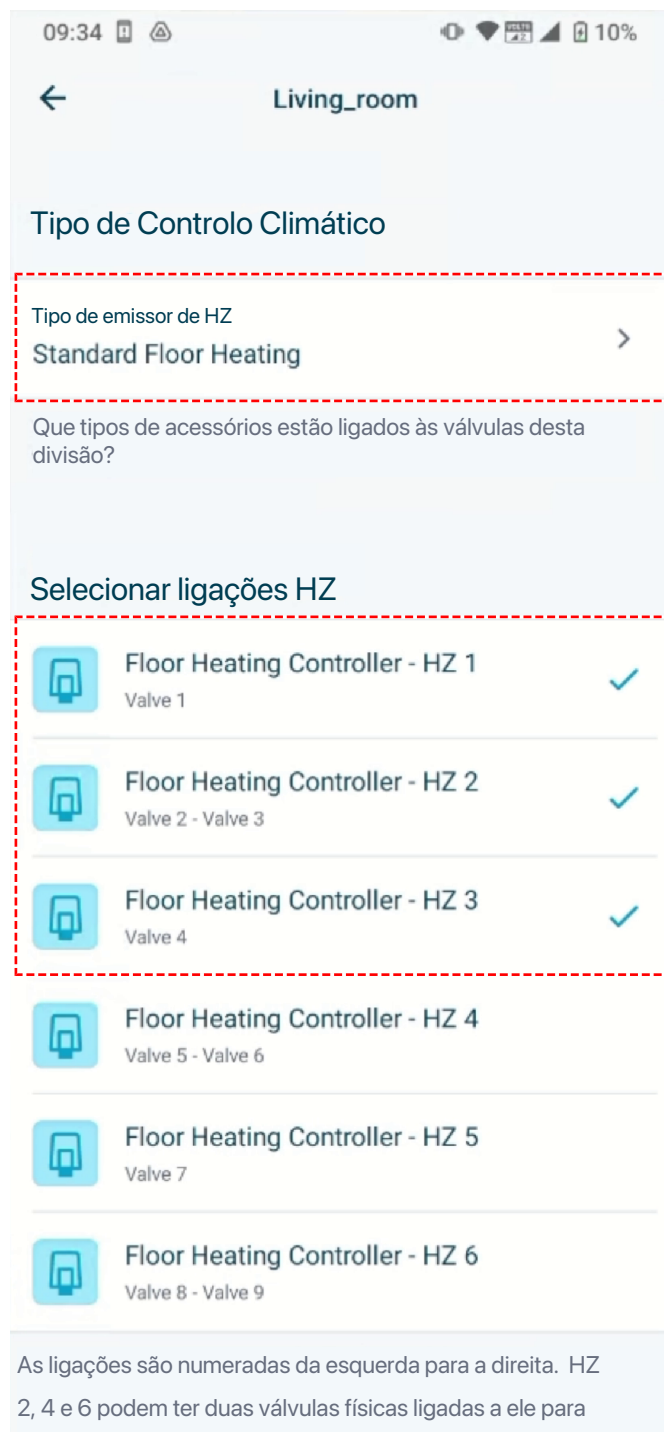 09:34 10%
Living_room
Tipo de Controlo Climático
Tipo de emissor de HZ
Standard Floor Heating
Que tipos de acessórios estão ligados às válvulas desta
divisão?
Selecionar ligações HZ
Floor Heating Controller - HZ 1
Valve 1
Floor Heating Controller - HZ 2
Valve 2 - Valve 3
Floor Heating Controller - HZ 3
Valve 4
Floor Heating Controller - HZ 4
Valve 5 - Valve 6
Floor Heating Controller - HZ 5
Valve 7
Floor Heating Controller - HZ 6
Valve 8 - Valve 9
As ligações são numeradas da esquerda para a direita. HZ
2, 4 e 6 podem ter duas válvulas físicas ligadas a ele para